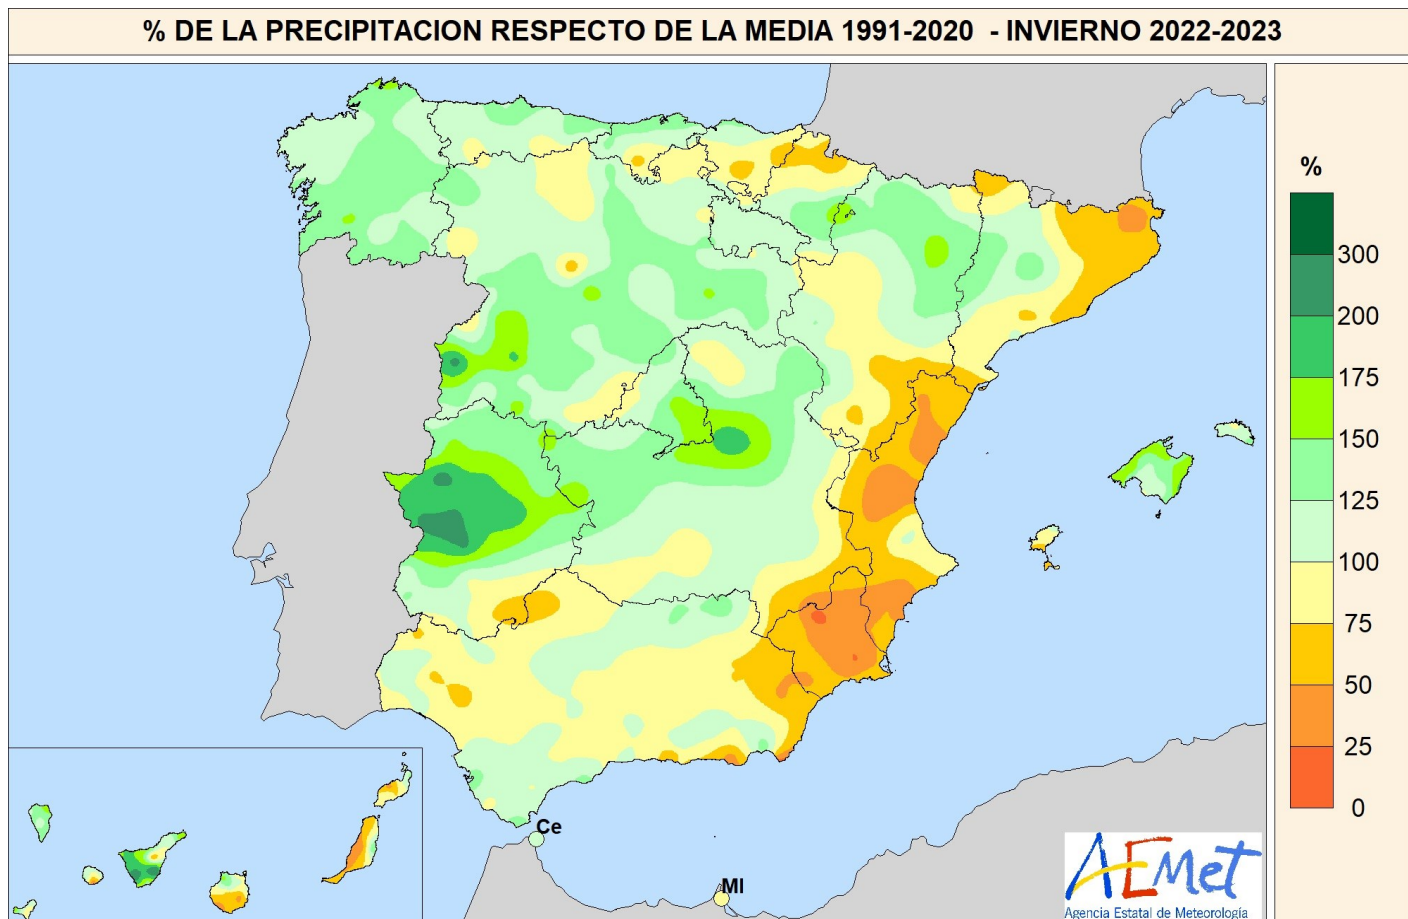 % DE LA PRECIPITACION RESPECTO DE LA MEDIA 1991-2020 - INVIERNO 2022-2023
%
300
200
175
150
125
100
75
50
25
0
Ce
Ml
AEMet
Agencia Estatal de Meteorología